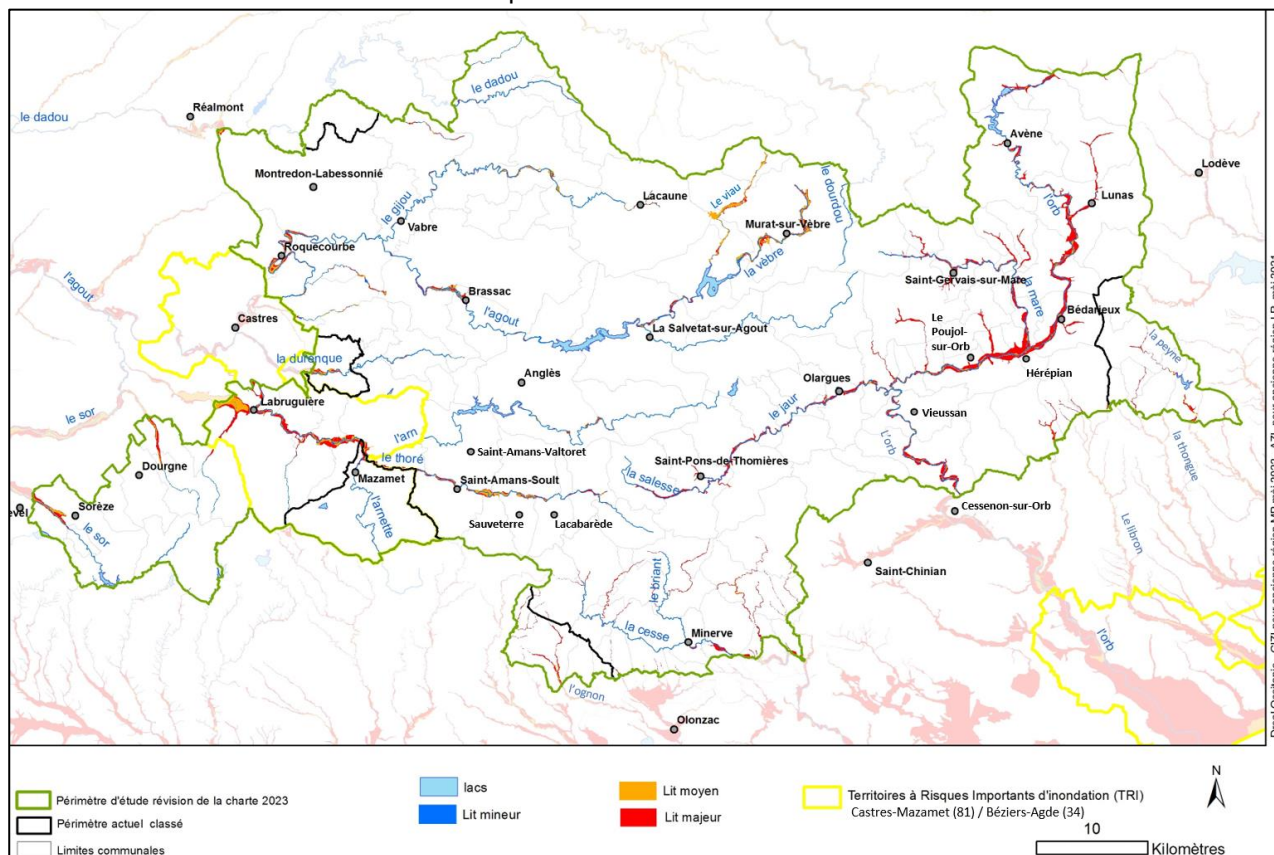 le dadou
Réalmont
le dadou
Avène
Lodève
Montredon-Labessonnié
le gijou
Vabre
Lacaune
Le viau
le dourdou
Murat-sur-Vèbre
la vèbre
l'orb
Lunas
Roquecourbe
l'agout
Castres
Brassac
l'agout
La Salvetat-sur-Agout
Saint-Gervais-sur-Mare
la mare
Bédarieux
Le
Poujol
-sur-Orb
Hérépian
la peyne
la durenque
Anglès
Labruguière
le sor
Olargues
le jaur
Vieussan
L'orb
la thongue
l'arn
le thoré
Saint-Amans-Valtoret
Dourgne
Mazamet
Saint-Amans-Soult
la salesse
Saint-Pons-de-Thomières
Cessenon-sur-Orb
Le libron
Sorèze
le sor
l'arnette
Sauveterre
Lacabarède
Saint-Chinian
le briant
la cesse
Minerve
l'orb
l'ognon
Olonzac
Périmètre d'étude révision de la charte 2023
Périmètre actuel classé
Limites communales
lacs
Lit mineur
Lit moyen
Lit majeur
Territoires à Risques Importants d'inondation (TRI)
Castres-Mazamet (81) / Béziers-Agde (34)
N
10
Kilomètres